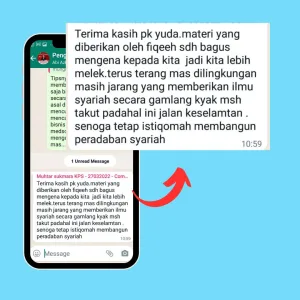 Terima kasih pk yuda.materi yang
diberikan oleh fiqeeh sdh bagus
mengena kepada kita jadi kita lebih
melek.terus terang mas dilingkungan
masih jarang yang memberikan ilmu
syariah secara gamlang kyak msh
takut padahal ini jalan keselamtan .
senoga tetap istiqomah membangun
peradaban syariah
10:59
Peng
1 Unread Message
Muhtar sukmara KPS - 27032022 - Com...
Terima kasih pk yuda.materi yang
diberikan oleh fiqeeh sdh bagus
mengena kepada kita jadi kita lebih
melek.terus terang mas dilingkungan
masih jarang yang memberikan ilmu
syariah secara gamlang kyak msh
takut padahal ini jalan keselamtan .
senoga tetap istiqomah membangun
peradaban syariah
10:59
Message